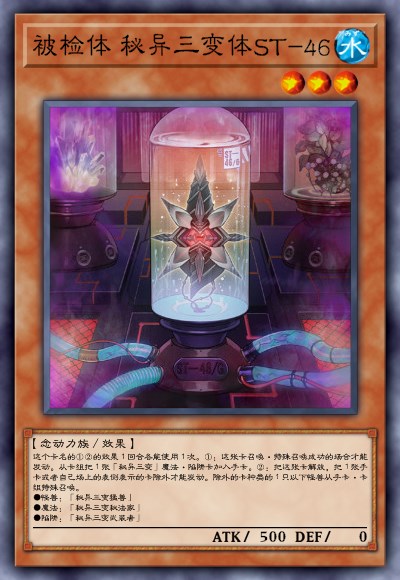 被检体 秘异三变体ST-46
水
ST-
46/G
ST-46/G
【念动力族/效果】
这个卡名的①②的效果1回合各能使用1次。①：这张卡召唤·特殊召唤成功的场合才能
发动。从卡组把1张「秘异三变」魔法·陷阱卡加入手卡。②：把这张卡解放，把1张手
卡或者自己场上的表侧表示的卡除外才能发动。除外的卡种类的1只以下怪兽从手卡·卡
组特殊召唤。
●怪兽：「秘异三变猛兽」
●魔法：「秘异三变秘法家」
●陷阱：「秘异三变武装者」
ATK/ 500 DEF/ 0